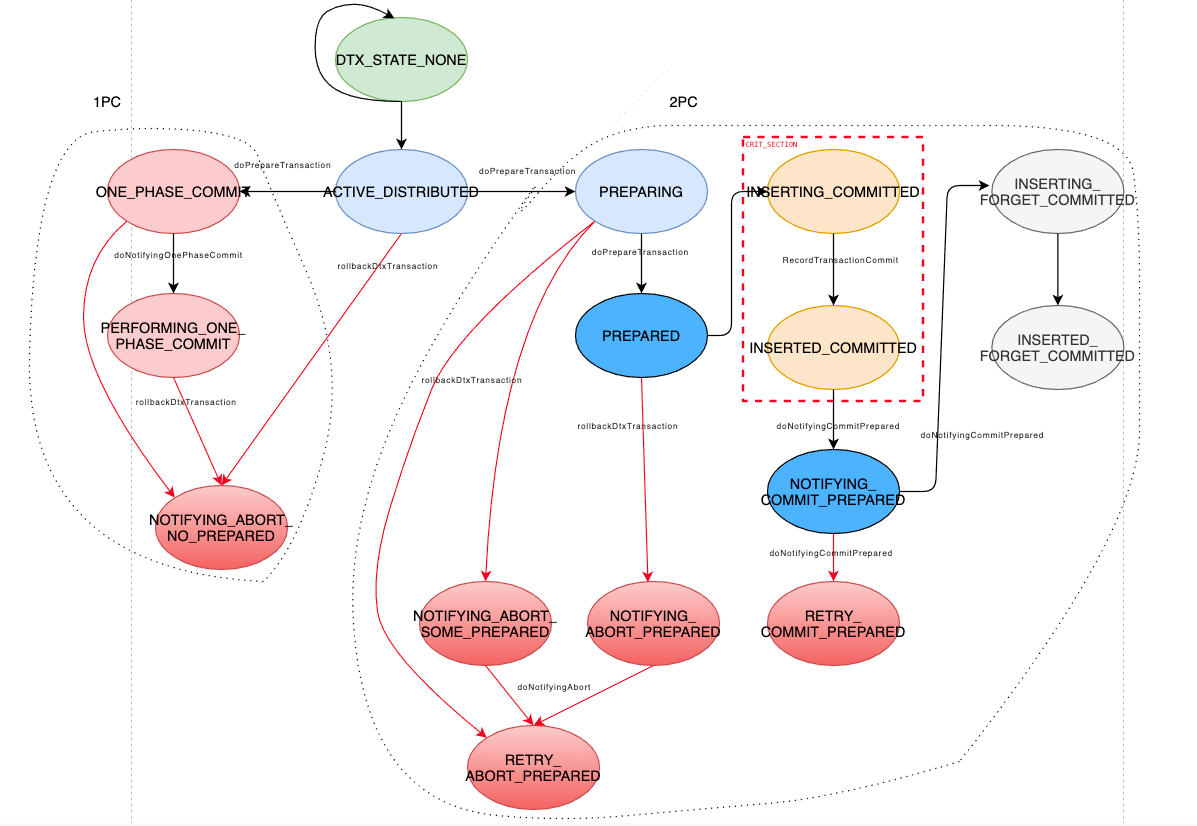 DTX_STATE_NONE
1PC
2PC
CRIT_SECTION
doPrepareTransaction
doPrepareTransaction
ONE_PHASE_COMMI
ACTIVE_DISTRIBUTED
PREPARING
INSERTING_COMMITTED
INSERTING_
FORGET_COMMITTED
doNotifyingOnePhaseCommit
rollbackDtxTransaction
doPrepareTransaction
RecordTransactionCommit
PERFORMING_ONE_
PHASE_COMMIT
PREPARED
INSERTED_COMMITTED
INSERTED_
FORGET_COMMITTED
rollbackDtxTransaction
rollbackDtxTransaction
rollbackDtxTransaction
doNotifyingCommitPrepared
doNotifyingCommitPrepared
NOTIFYING_
COMMIT_PREPARED
NOTIFYING_ABORT_
NO_PREPARED
doNotifyingCommitPrepared
NOTIFYING_ABORT_
SOME_PREPARED
NOTIFYING_
ABORT_PREPARED
RETRY_
COMMIT_PREPARED
doNotifyingAbort
RETRY_
ABORT_PREPARED